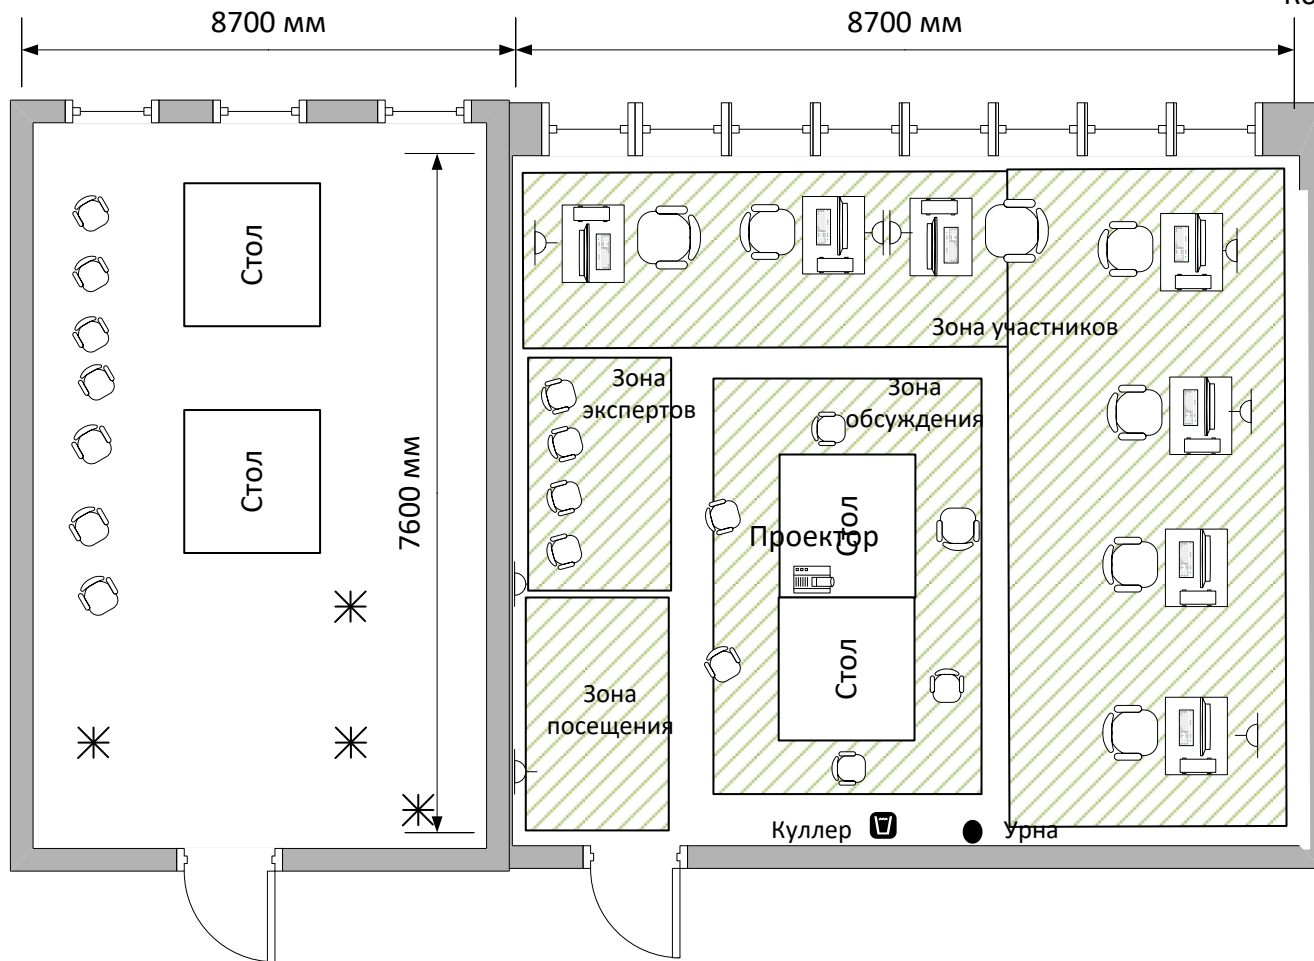 8700 мм
8700 мм
Стол
Стол
7600 мм
Зона участников
Зона
экспертов
Зона
обсуждения
Стол
Проектор
Стол
Зона
посещения
Куллер
Урна